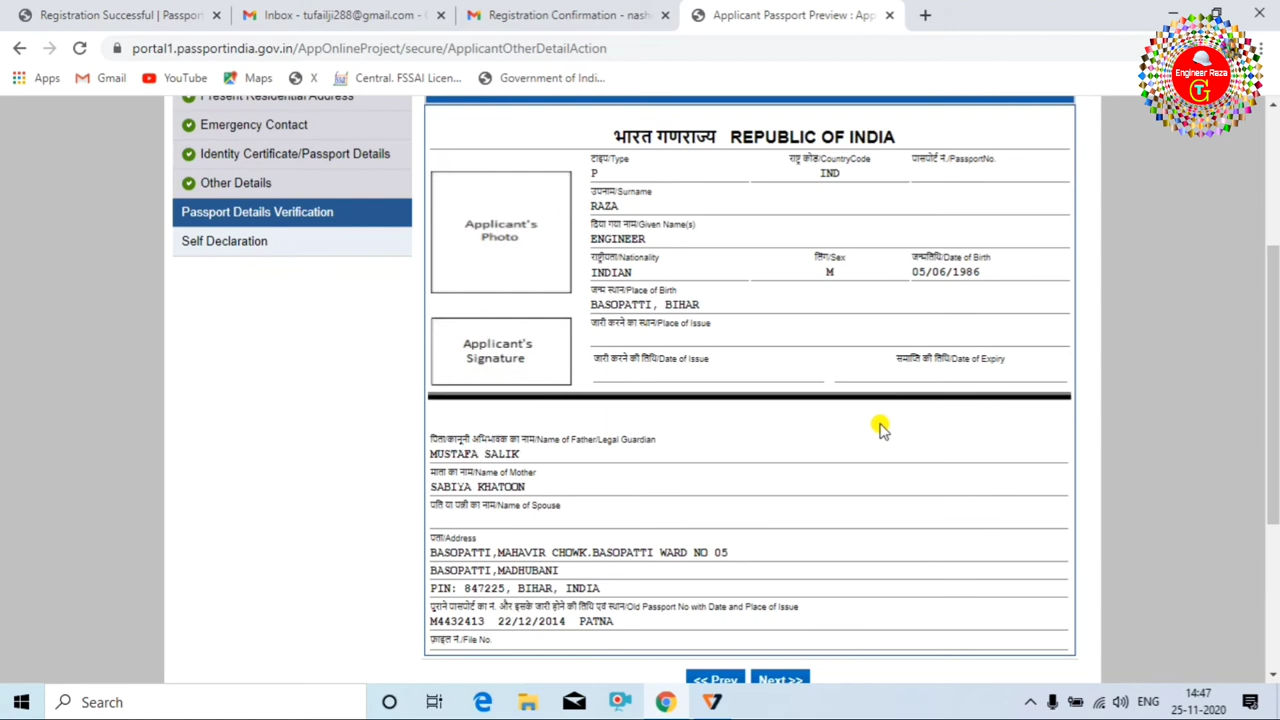 Registration Successful | Passport
Inbox - tufailji288@gmail.com -
Registration Confirmation - nash
Applicant Passport Preview : App
portal1.passportindia.gov.in/AppOnlineProject/secure/ApplicantOtherDetailAction
Apps
Gmail
YouTube
Maps
X
Central. FSSAI Licen...
Government of Indi...
Engineer Raza
Present Residential Address
Emergency Contact
Identity Certificate/Passport Details
Other Details
Passport Details Verification
Self Declaration
भारत गणराज्य REPUBLIC OF INDIA
टाइप/Type
राष्ट्र कोड/CountryCode
पासपोर्ट नं./PassportNo.
P
IND
उपनाम/Surname
RAZA
दिया गया नाम/Given Name(s)
ENGINEER
राष्ट्रीयता/Nationality
लिंग/Sex
जन्मतिथि/Date of Birth
INDIAN
M
05/06/1986
जन्म स्थान/Place of Birth
BASOPATTI, BIHAR
जारी करने का स्थान/Place of Issue
जारी करने की तिथि/Date of Issue
समाप्ति की तिथि/Date of Expiry
Applicant's
Photo
Applicant's
Signature
पिता/कानूनी अभिभावक का नाम/Name of Father/Legal Guardian
MUSTAFA SALIK
माता का नाम/Name of Mother
SABIYA KHATOON
पति या पत्नी का नाम/Name of Spouse
पता/Address
BASOPATTI,MAHAVIR CHOWK.BASOPATTI WARD NO 05
BASOPATTI,MADHUBANI
PIN: 847225, BIHAR, INDIA
पुराने पासपोर्ट का नं. और इसके जारी होने की तिथि एवं स्थान/Old Passport No with Date and Place of Issue
M4432413 22/12/2014 PATNA
फ़ाइल नं./File No.
<< Prev
Next >>
Search
ENG
14:47
25-11-2020